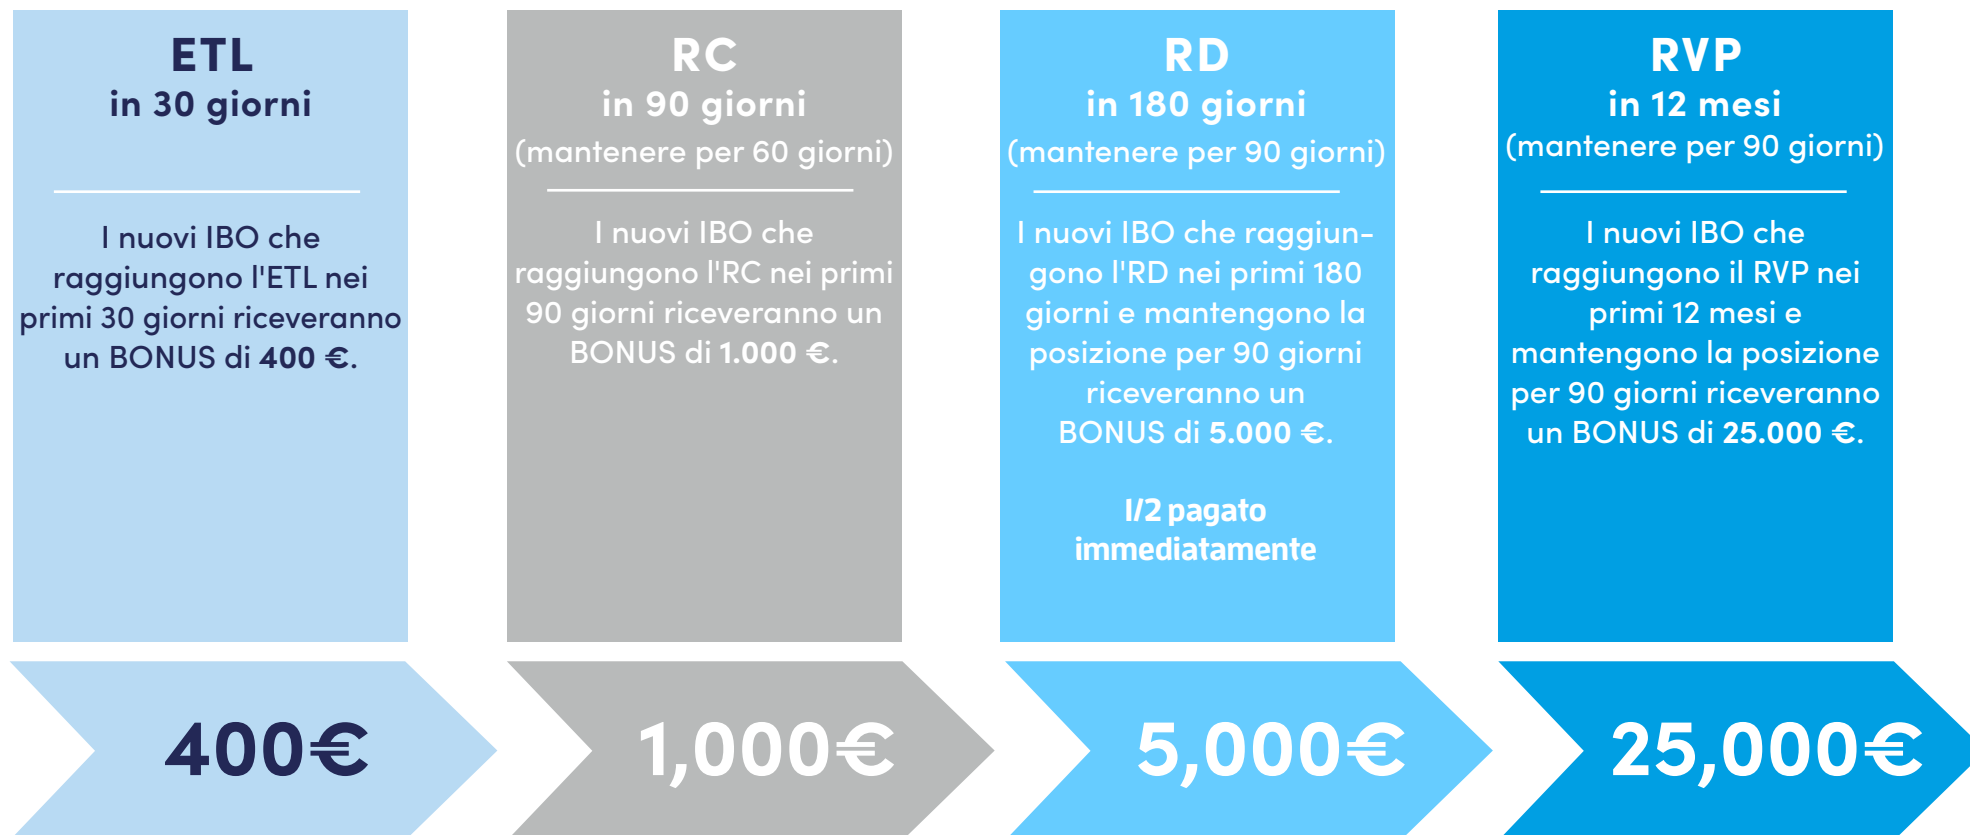 ETL
in 30 giorni
I nuovi IBO che
raggiungono l'ETL nei
primi 30 giorni riceveranno
un BONUS di 400 €.
RC
in 90 giorni
(mantenere per 60 giorni)
I nuovi IBO che
raggiungono l'RC nei primi
90 giorni riceveranno un
BONUS di 1.000 €.
RD
in 180 giorni
(mantenere per 90 giorni)
I nuovi IBO che raggiun-
gono l'RD nei primi 180
giorni e mantengono la
posizione per 90 giorni
riceveranno un
BONUS di 5.000 €.
1/2 pagato
immediatamente
RVP
in 12 mesi
(mantenere per 90 giorni)
I nuovi IBO che
raggiungono il RVP nei
primi 12 mesi e
mantengono la posizione
per 90 giorni riceveranno
un BONUS di 25.000 €.
400€
1,000€
5,000€
25,000€